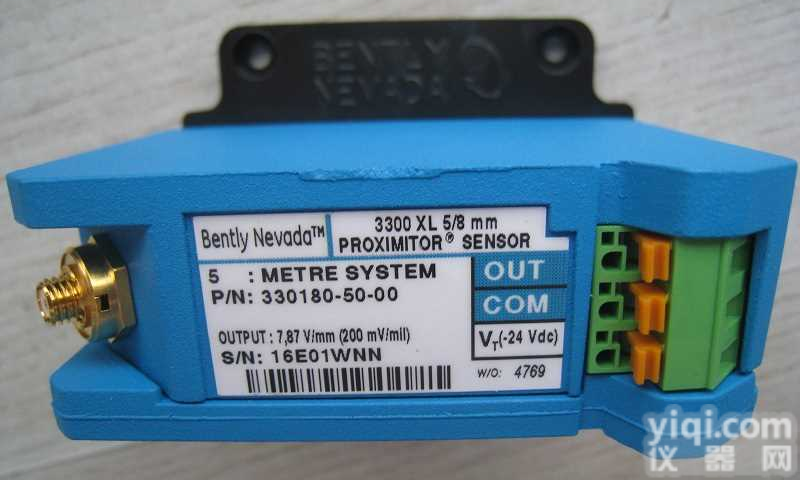 BENTLY
NEVADA
Bently Nevada™
3300 XL 5/8 mm
PROXIMITOR® SENSOR
5 : METRE SYSTEM
P/N: 330180-50-00
OUT
COM
OUTPUT : 7,87 V/mm (200 mV/mil)
VT(-24 Vdc)
S/N: 16E01WNN
W/O: 4769
yiqi.com
仪器网